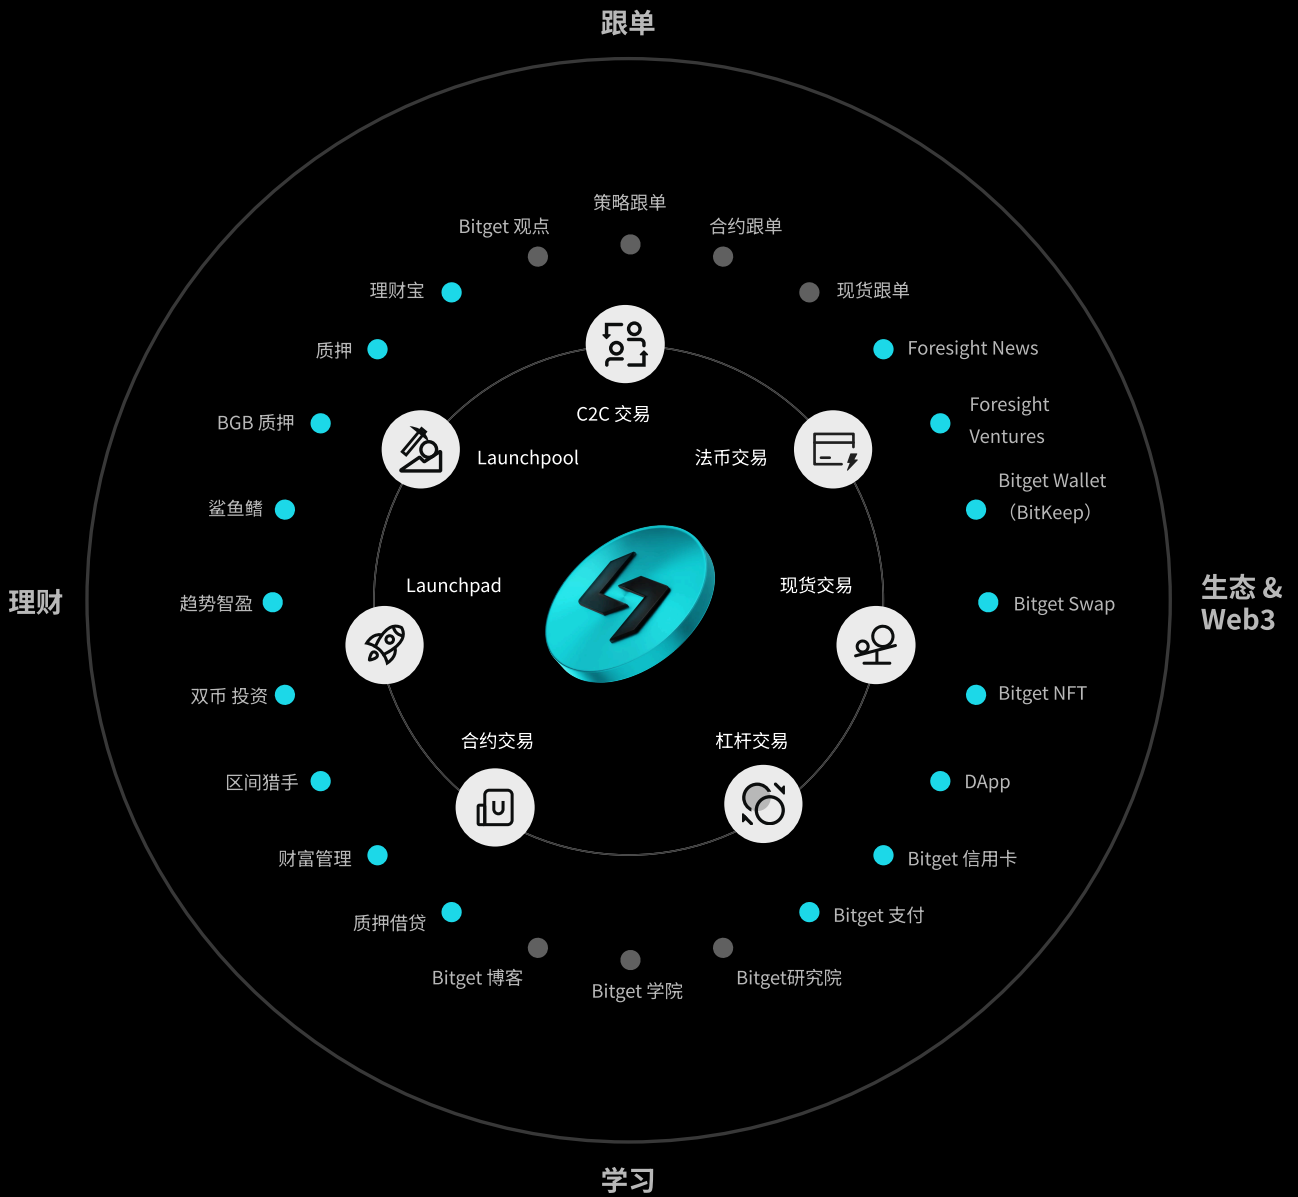 跟单
策略跟单
Bitget 观点
合约跟单
理财宝
现货跟单
质押
Foresight News
C2C 交易
Foresight
Ventures
BGB 质押
Launchpool
法币交易
Bitget Wallet
（BitKeep）
鲨鱼鳍
Launchpad
现货交易
理财
趋势智盈
Bitget Swap
生态 &
Web3
双币 投资
Bitget NFT
合约交易
杠杆交易
区间猎手
DApp
U
财富管理
Bitget 信用卡
质押借贷
Bitget 支付
Bitget 博客
Bitget 学院
Bitget研究院
学习